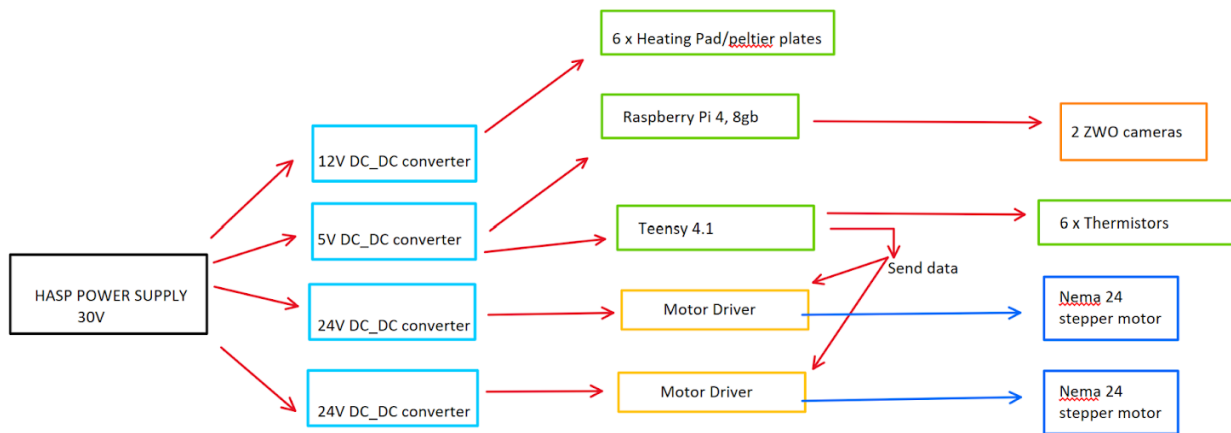 6 x Heating Pad/peltier plates
Raspberry Pi 4, 8gb
2 ZWO cameras
12V DC_DC converter
6 x Thermistors
Teensy 4.1
5V DC_DC converter
Send data
HASP POWER SUPPLY
30V
Nema 24
stepper motor
Motor Driver
24V DC_DC converter
Nema 24
stepper motor
Motor Driver
24V DC_DC converter